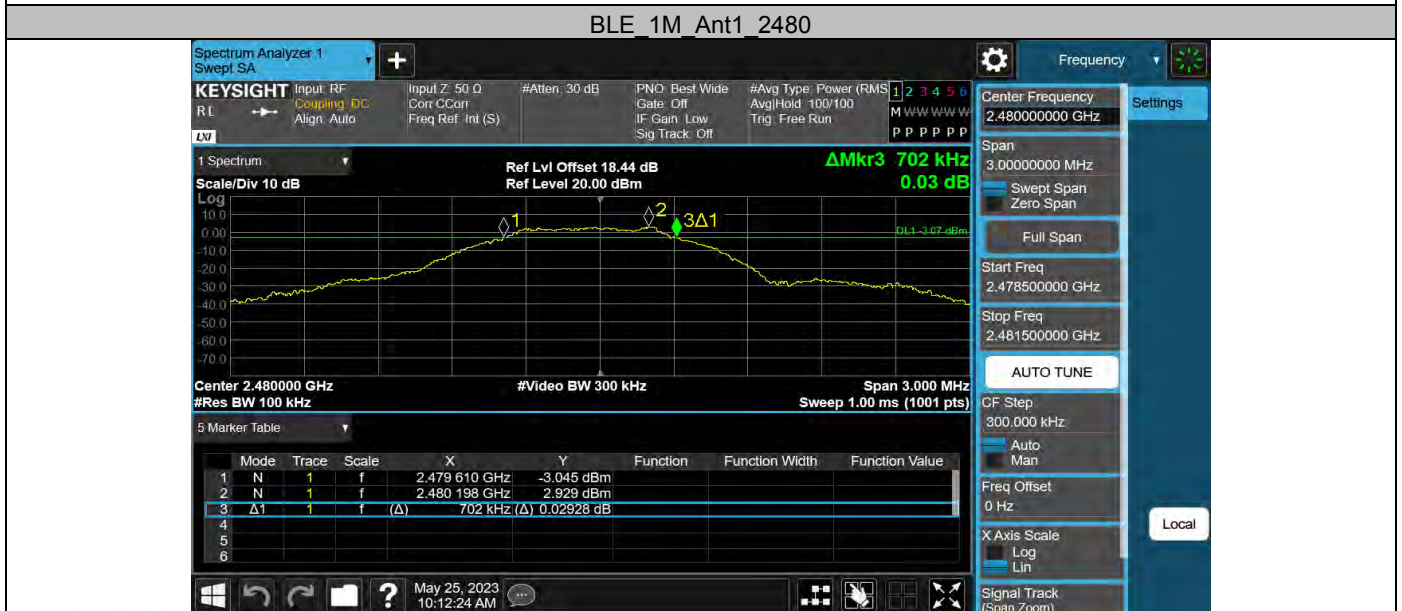 BLE_1M_Ant1_2480
Spectrum Analyzer 1
Swept SA
+
Frequency
KEYSIGHT
RL
LXI
Input: RF
Coupling: DC
Align: Auto
Input Z: 50 Ω
Corr CCorr
Freq Ref: Int (S)
#Atten: 30 dB
PNO: Best Wide
Gate: Off
IF Gain: Low
Sig Track: Off
#Avg Type: Power (RMS
Avg|Hold: 100/100
Trig: Free Run
1 2 3 4 5 6
M W W W W W
P P P P P P
Center Frequency
2.480000000 GHz
Settings
Span
3.00000000 MHz
Swept Span
Zero Span
Full Span
Start Freq
2.478500000 GHz
Stop Freq
2.481500000 GHz
AUTO TUNE
CF Step
300.000 kHz
Auto
Man
Freq Offset
0 Hz
X Axis Scale
Log
Lin
Signal Track
(Span Zoom)
Local
1 Spectrum
Scale/Div 10 dB
Ref Lvl Offset 18.44 dB
Ref Level 20.00 dBm
ΔMkr3 702 kHz
0.03 dB
Log
10.0
0.00
-10.0
-20.0
-30.0
-40.0
-50.0
-60.0
-70.0
1
2
3Δ1
DL1 -3.07 dBm
Center 2.480000 GHz
#Res BW 100 kHz
#Video BW 300 kHz
Span 3.000 MHz
Sweep 1.00 ms (1001 pts)
5 Marker Table
Mode Trace Scale X Y Function Function Width Function Value
1 N 1 f 2.479 610 GHz -3.045 dBm
2 N 1 f 2.480 198 GHz 2.929 dBm
3 Δ1 1 f (Δ) 702 kHz (Δ) 0.02928 dB
4
5
6
?
May 25, 2023
10:12:24 AM